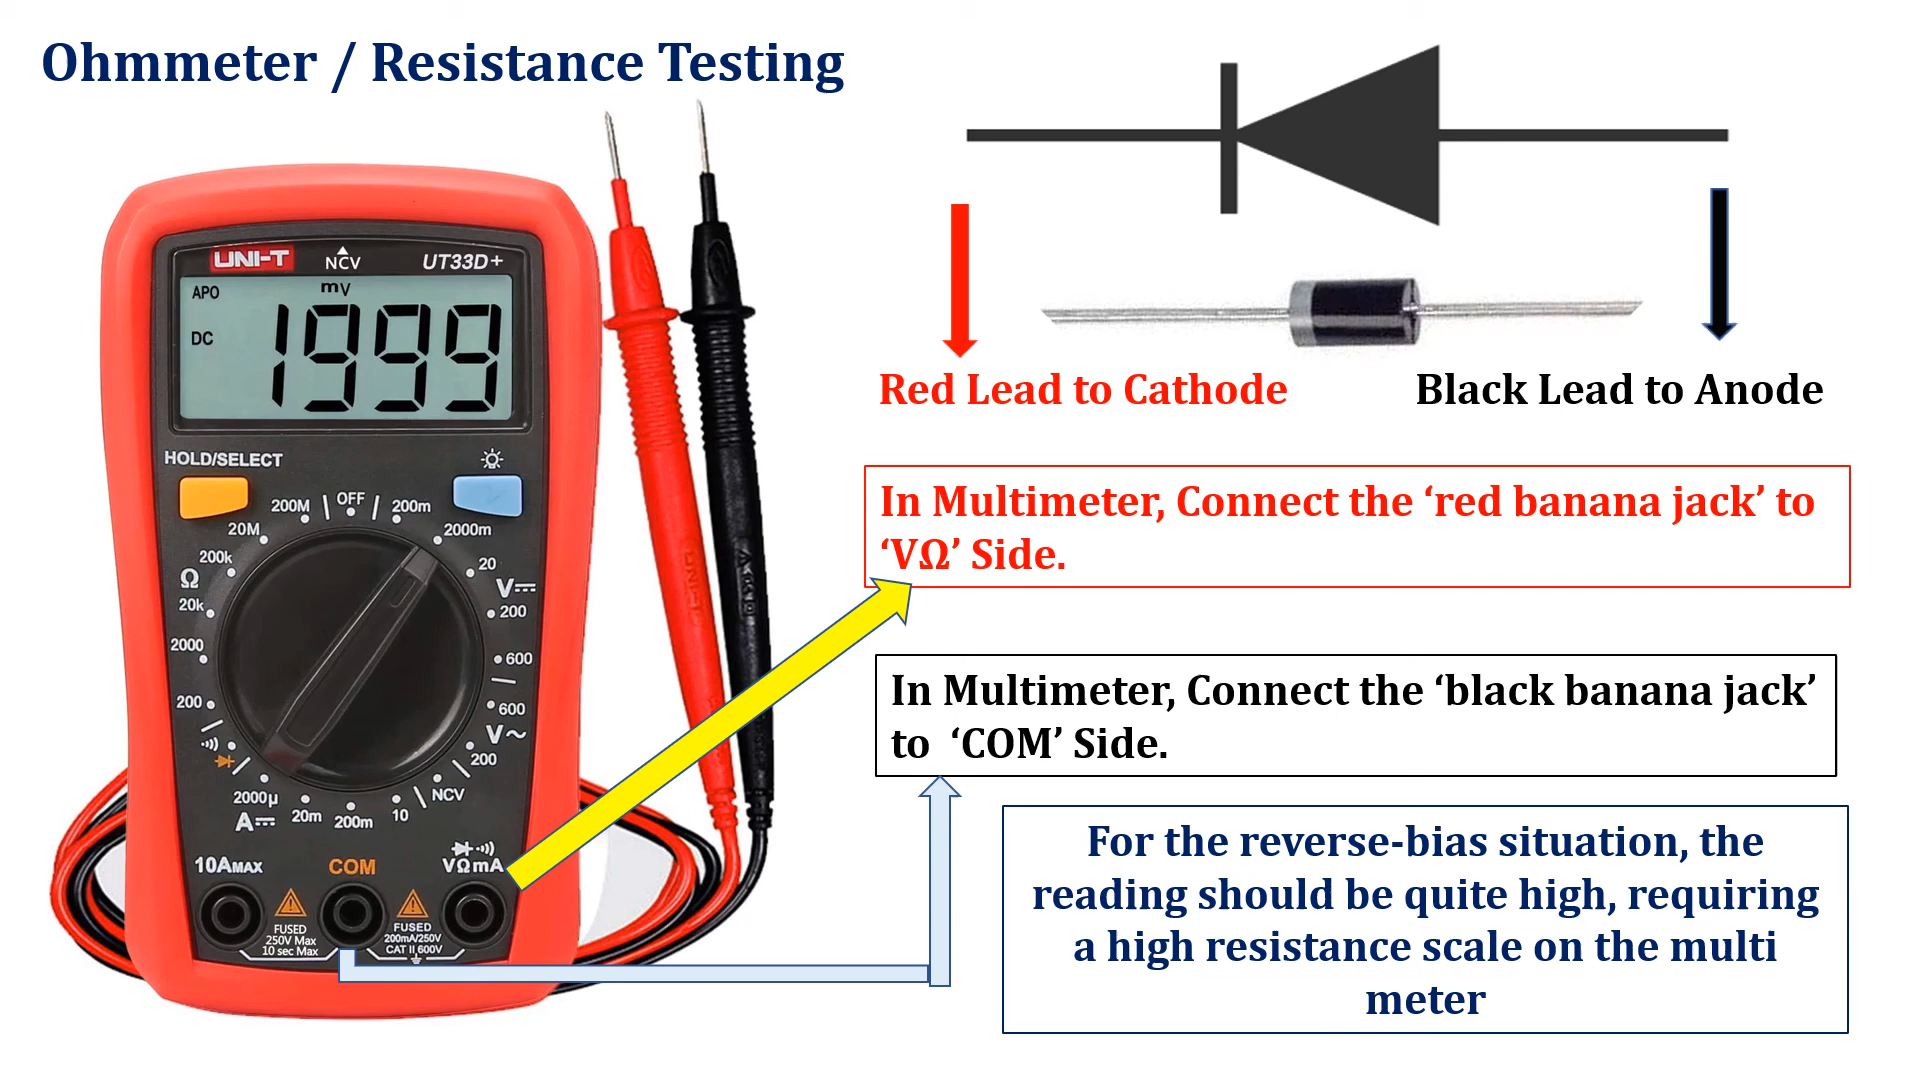 Ohmmeter / Resistance Testing
UNI-T
NCV
UT33D+
APO
mV
DC
1999
HOLD/SELECT
200M
OFF
200m
20M
2000m
200k
20
Ω
V
20k
200
2000
600
200
600
V~
200
2000µ
NCV
A
20m
200m
10
10AMAX
COM
VΩmA
FUSED
250V Max
10 sec Max
FUSED
200mA/250V
CAT II 600V
Red Lead to Cathode
Black Lead to Anode
In Multimeter, Connect the ‘red banana jack’ to
‘VΩ’ Side.
In Multimeter, Connect the ‘black banana jack’
to ‘COM’ Side.
For the reverse-bias situation, the
reading should be quite high, requiring
a high resistance scale on the multi
meter